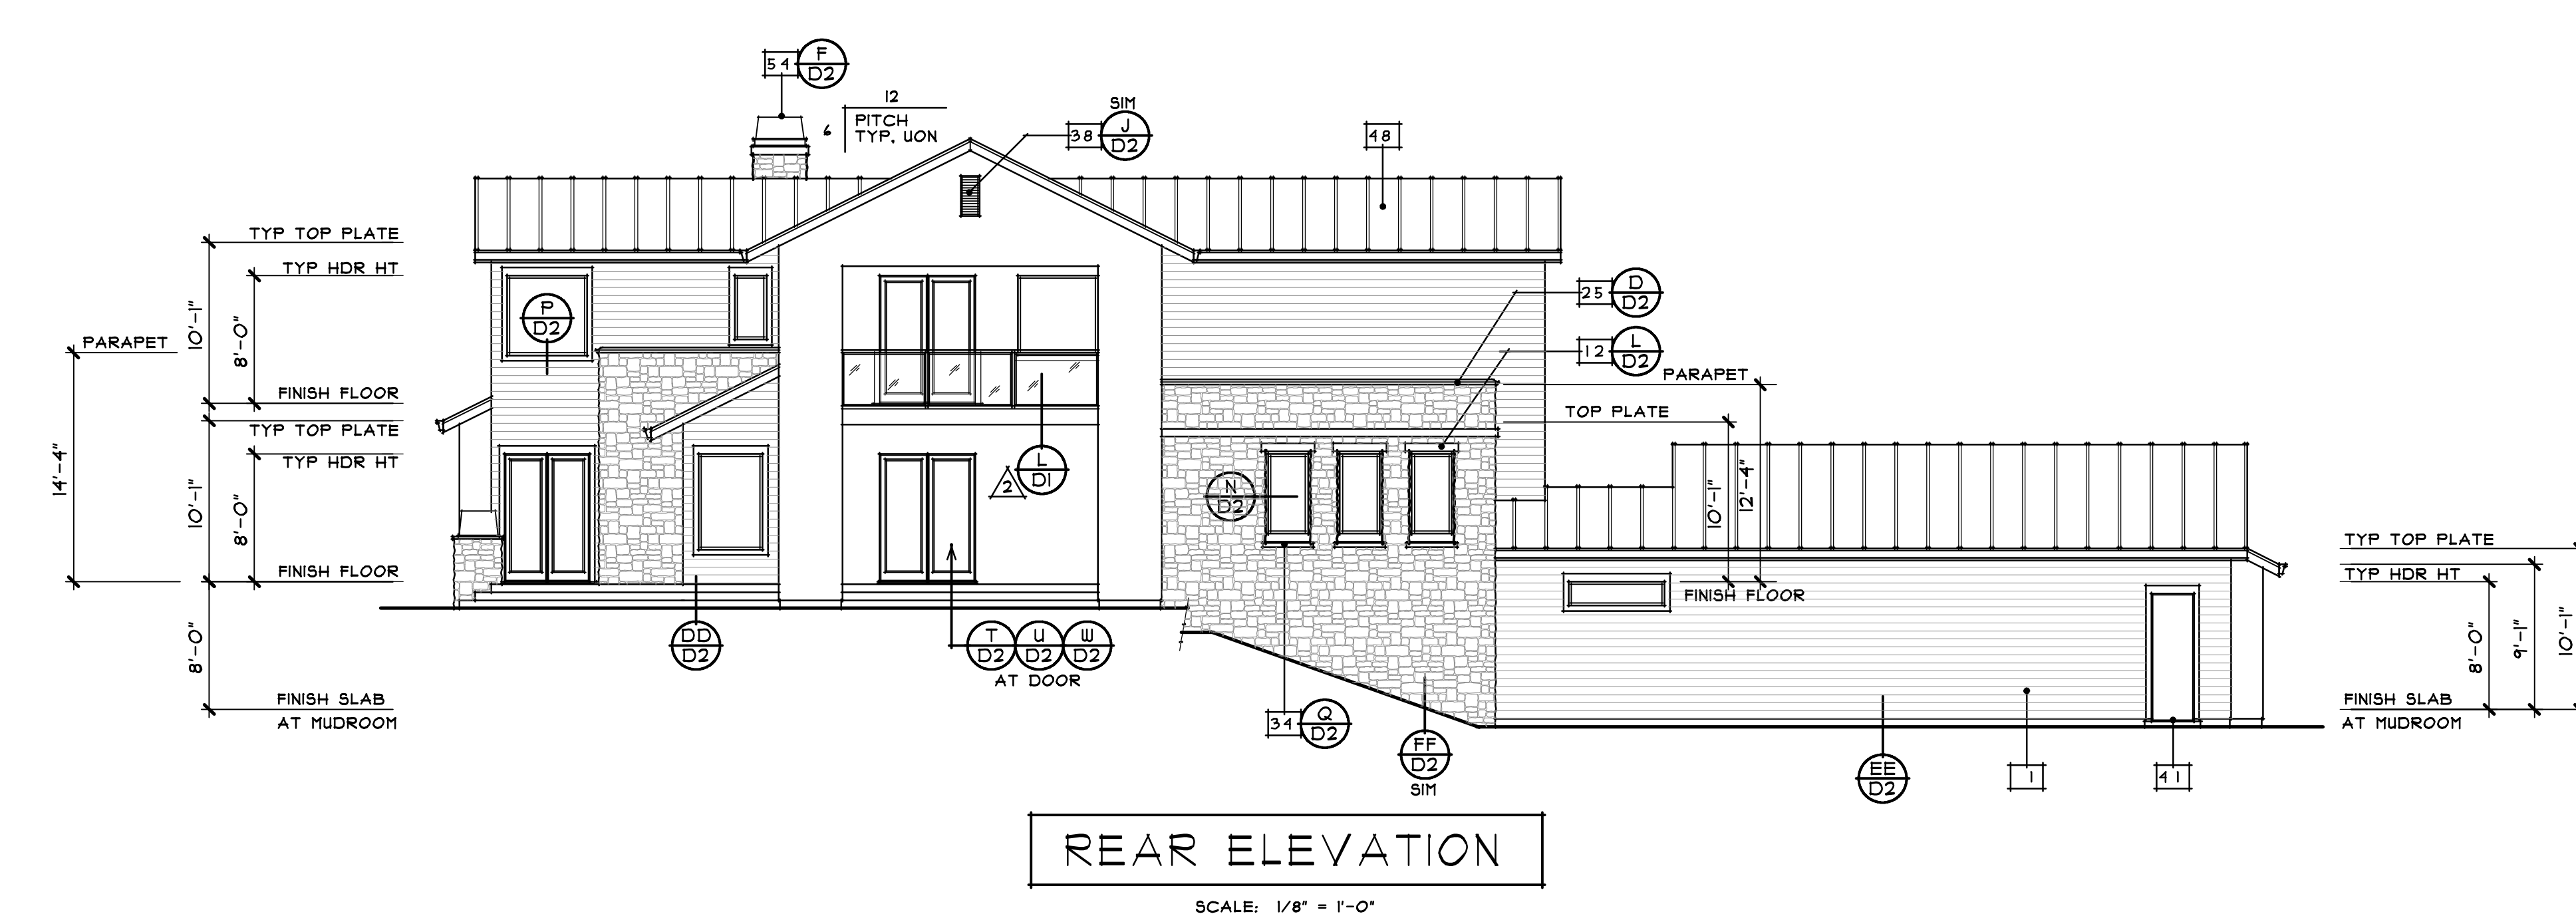 54
F
D2
12
6
PITCH
TYP, UON
SIM
38
J
D2
48
TYP TOP PLATE
TYP HDR HT
10'-1"
8'-0"
PARAPET
FINISH FLOOR
TYP TOP PLATE
TYP HDR HT
14'-4"
10'-1"
8'-0"
FINISH FLOOR
8'-0"
FINISH SLAB
AT MUDROOM
P
D2
25
D
D2
12
L
D2
PARAPET
TOP PLATE
10'-1"
12'-4"
FINISH FLOOR
L
D1
2
N
D2
DD
D2
T
D2
U
D2
W
D2
AT DOOR
34
Q
D2
FF
D2
SIM
EE
D2
1
41
TYP TOP PLATE
TYP HDR HT
8'-0"
9'-1"
10'-1"
FINISH SLAB
AT MUDROOM
REAR ELEVATION
SCALE: 1/8" = 1'-0"